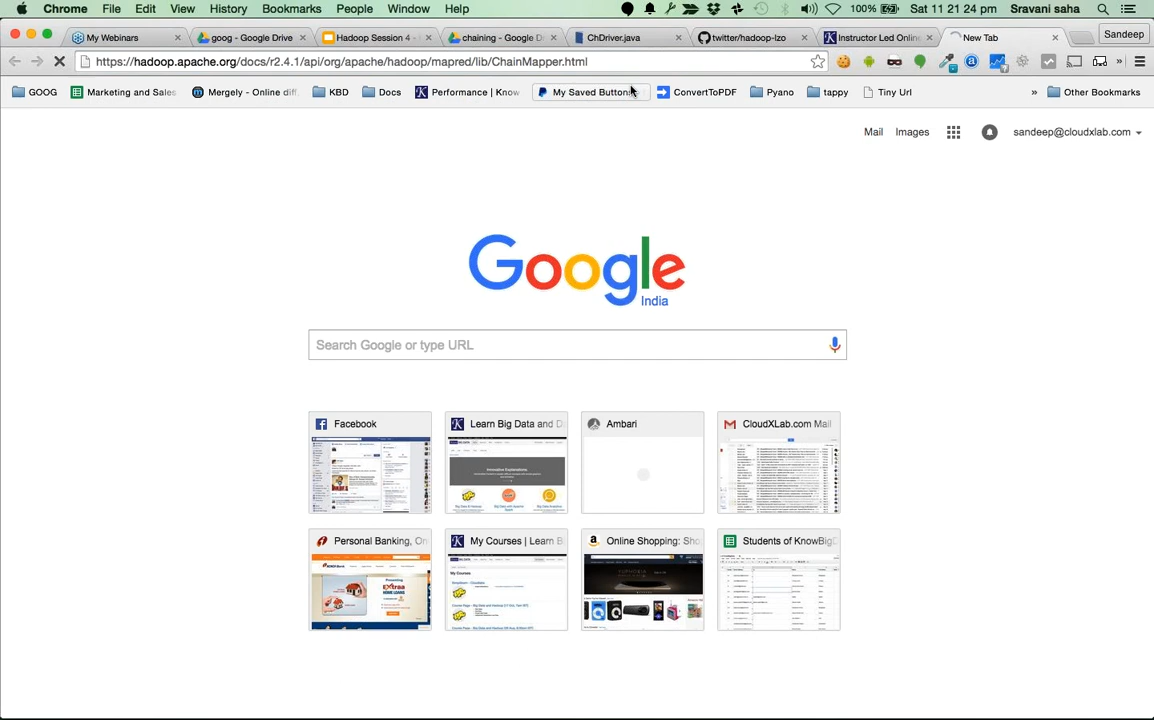 Chrome File Edit View History Bookmarks People Window Help 100% Sat 11 21 24 pm Sravani saha
My Webinars goog - Google Drive Hadoop Session 4 - chaining - Google D ChDriver.java twitter/hadoop-lzo Instructor Led Online New Tab Sandeep
https://hadoop.apache.org/docs/r2.4.1/api/org/apache/hadoop/mapred/lib/ChainMapper.html
GOOG Marketing and Sales Mergely - Online diff KBD Docs Performance | Know My Saved Buttons ConvertToPDF Pyano tappy Tiny Url » Other Bookmarks
Mail Images sandeep@cloudxlab.com
Google
India
Search Google or type URL
Facebook Learn Big Data and D Ambari CloudXLab.com Mail
Personal Banking, On My Courses | Learn B Online Shopping: Sho Students of KnowBigD